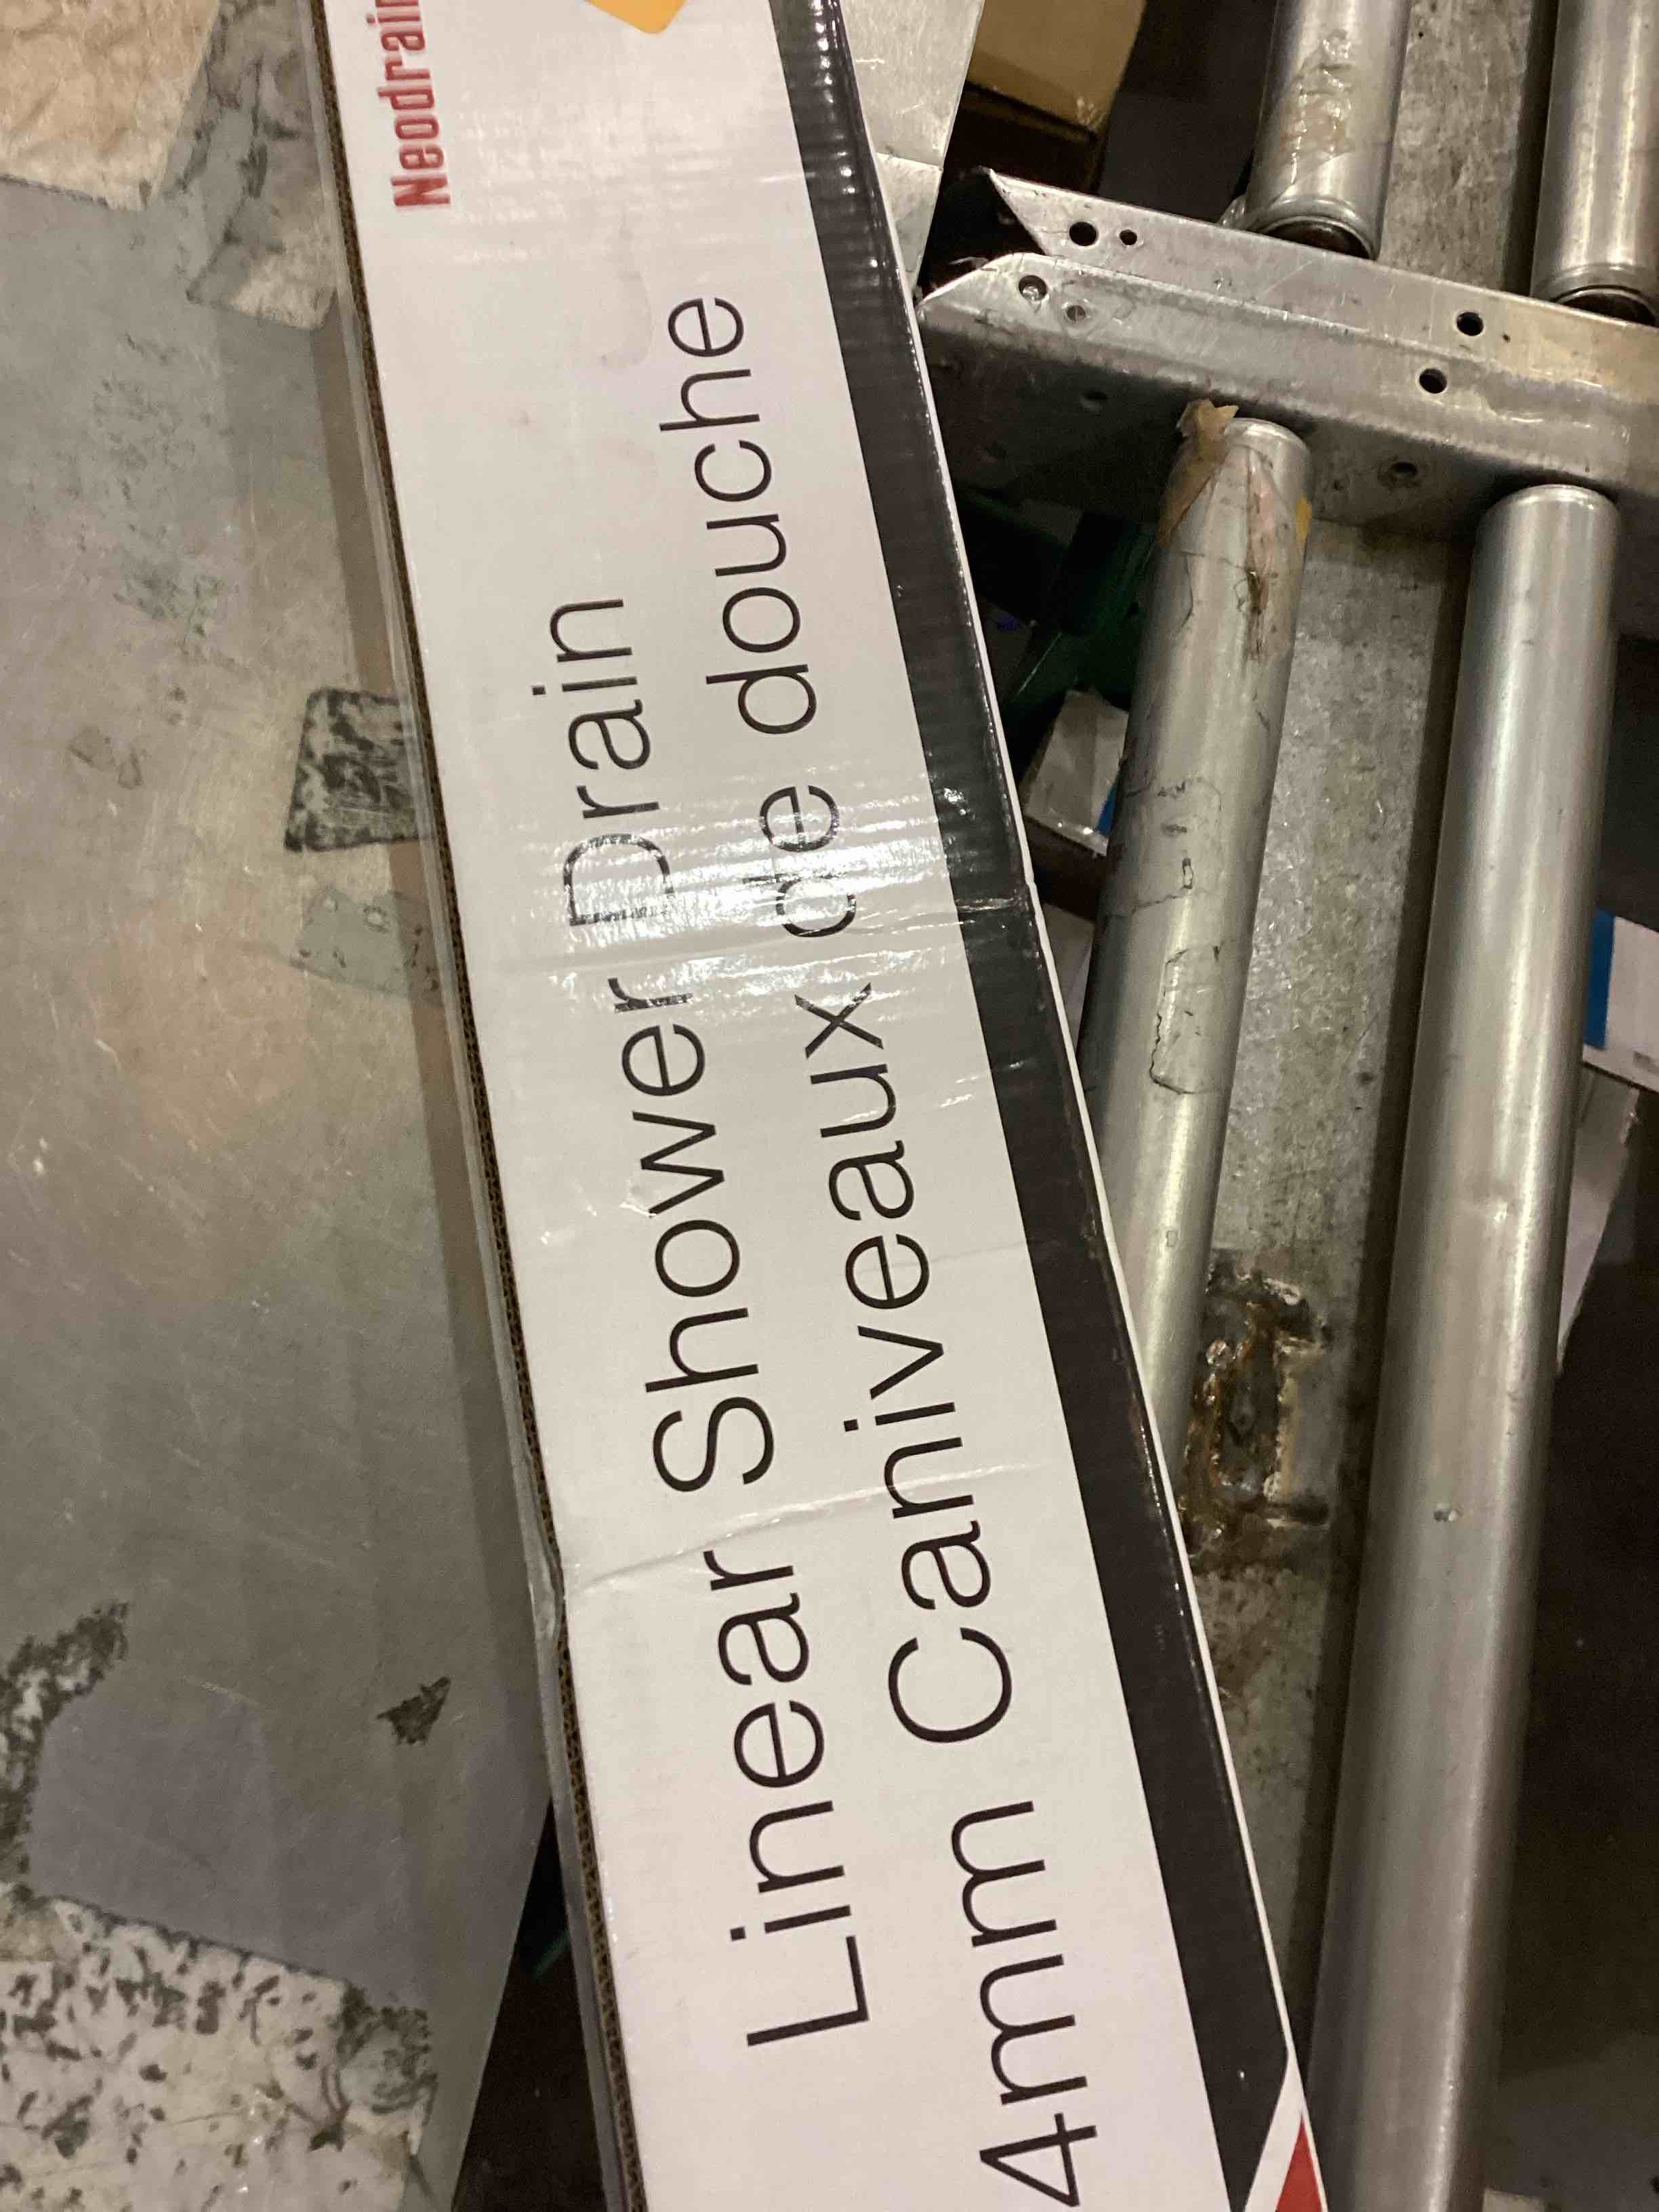 Neodrain
Linear Shower Drain
4mm Caniveaux de douche